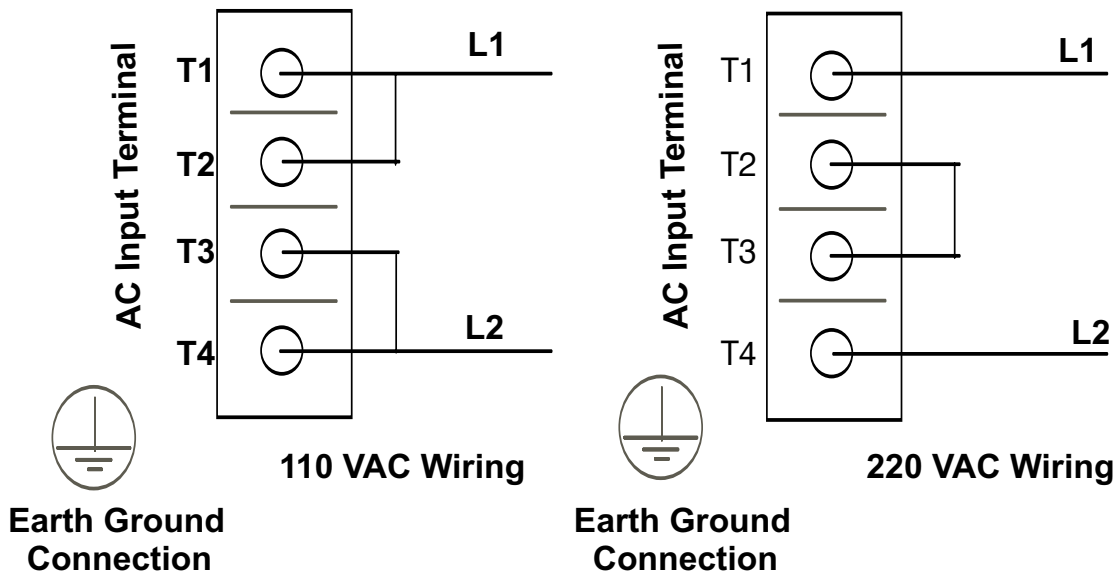 AC Input Terminal
T1
T2
T3
T4
L1
L2
110 VAC Wiring
Earth Ground
Connection
AC Input Terminal
T1
T2
T3
T4
L1
L2
220 VAC Wiring
Earth Ground
Connection